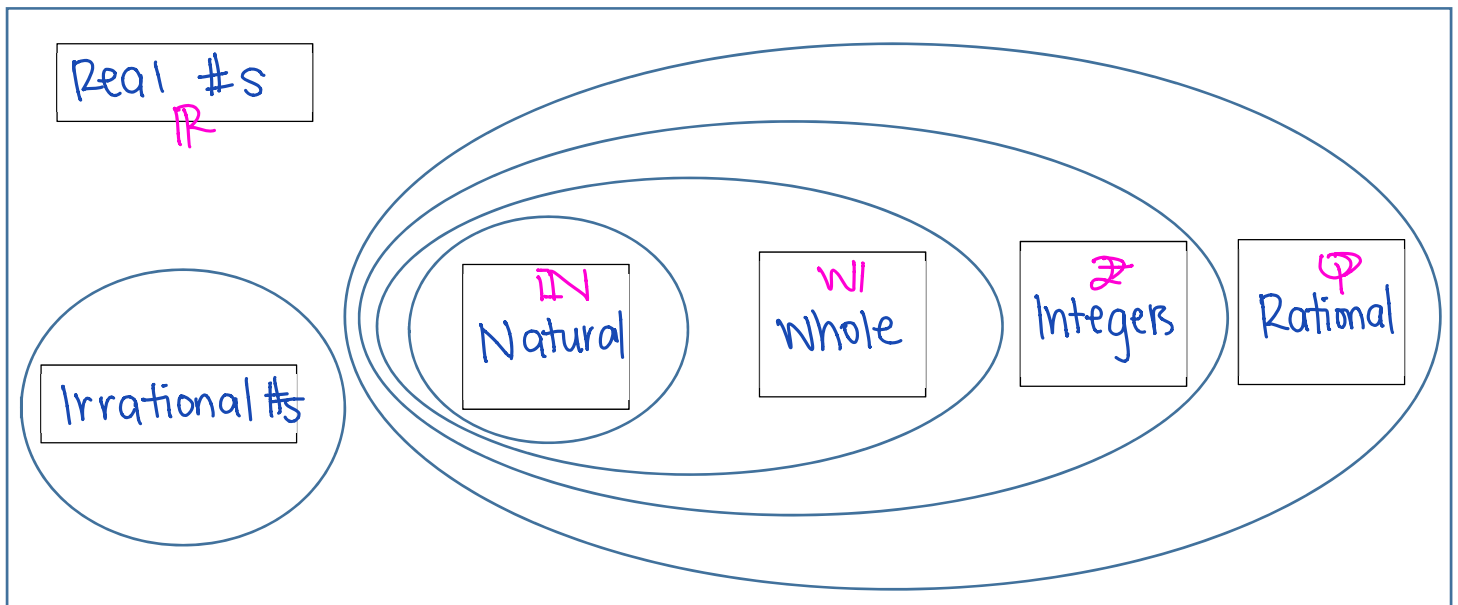 Real #s
ℝ
ℕ
Natural
𝕎
Whole
ℤ
Integers
ℚ
Rational
Irrational #s